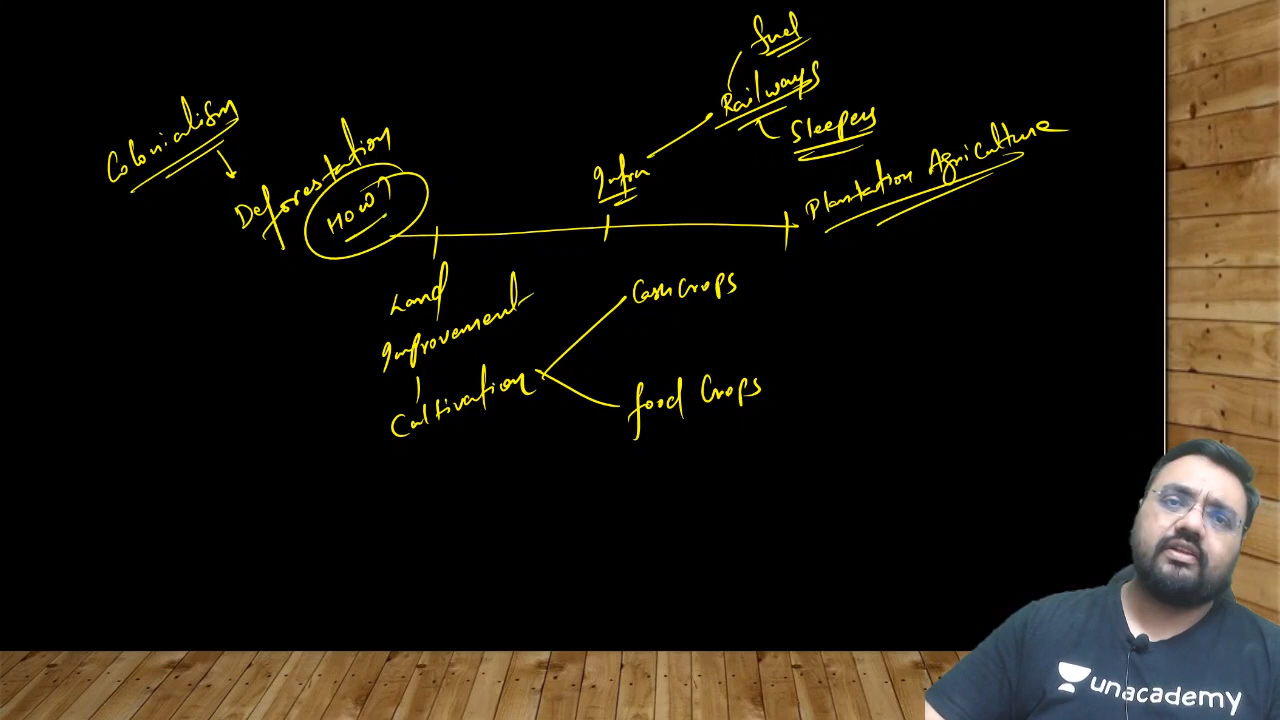 Colonialism
Deforestation
How?
Land
Improvement
Cultivation
Cash Crops
Food Crops
Infra
Railways
fuel
Sleepers
Plantation Agriculture
unacademy